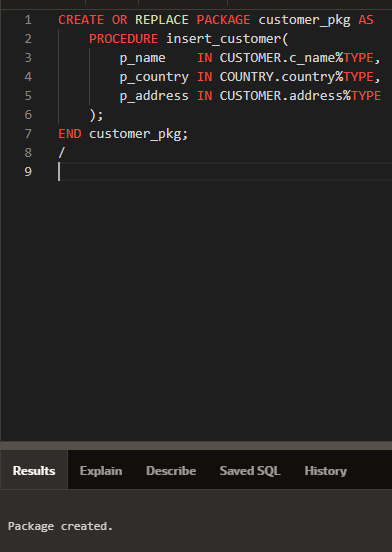 1 CREATE OR REPLACE PACKAGE customer_pkg AS
2     PROCEDURE insert_customer(
3         p_name    IN CUSTOMER.c_name%TYPE,
4         p_country IN COUNTRY.country%TYPE,
5         p_address IN CUSTOMER.address%TYPE
6     );
7 END customer_pkg;
8 /
9
Results Explain Describe Saved SQL History
Package created.